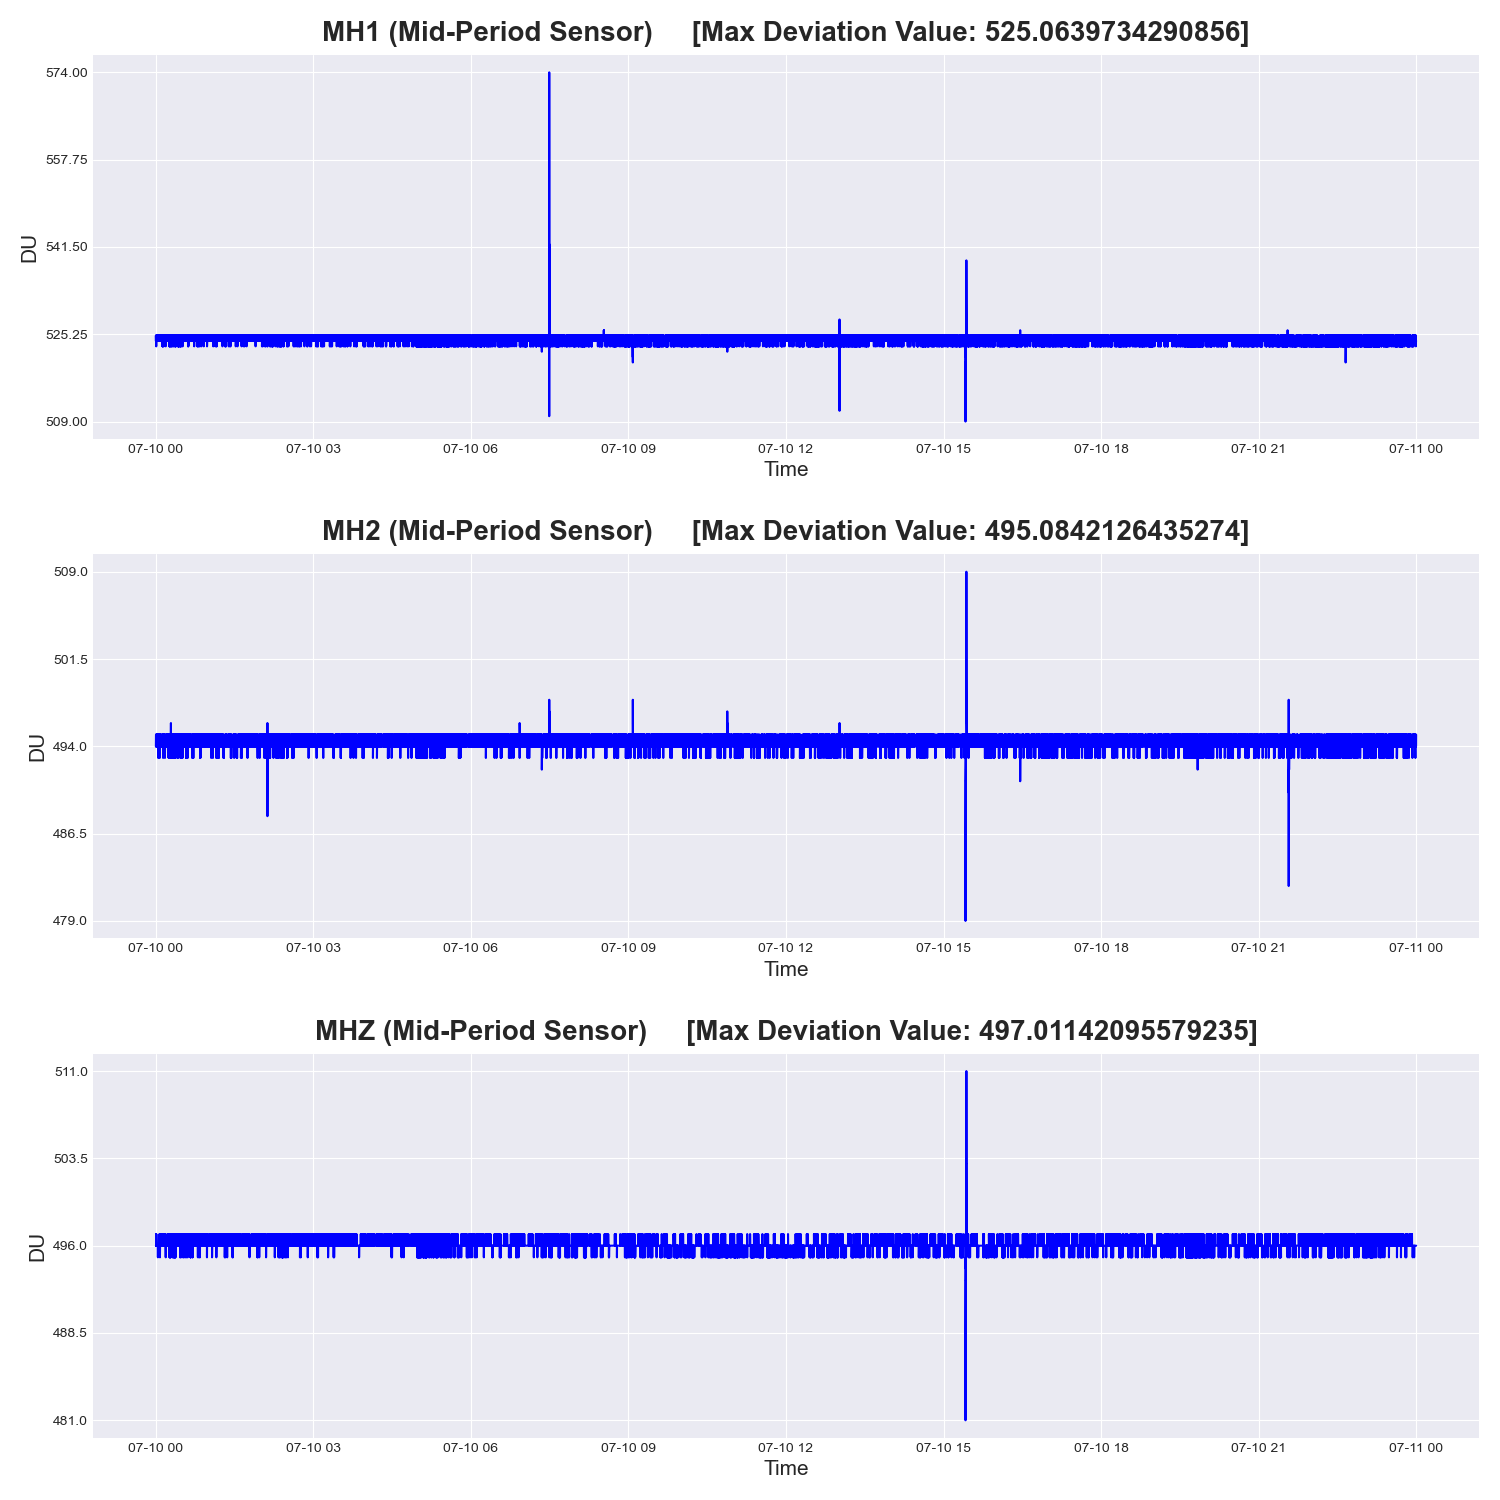 MH1 (Mid-Period Sensor) [Max Deviation Value: 525.0639734290856]
574.00
557.75
541.50
525.25
509.00
DU
07-10 00 07-10 03 07-10 06 07-10 09 07-10 12 07-10 15 07-10 18 07-10 21 07-11 00
Time
MH2 (Mid-Period Sensor) [Max Deviation Value: 495.0842126435274]
509.0
501.5
494.0
486.5
479.0
DU
07-10 00 07-10 03 07-10 06 07-10 09 07-10 12 07-10 15 07-10 18 07-10 21 07-11 00
Time
MHZ (Mid-Period Sensor) [Max Deviation Value: 497.01142095579235]
511.0
503.5
496.0
488.5
481.0
DU
07-10 00 07-10 03 07-10 06 07-10 09 07-10 12 07-10 15 07-10 18 07-10 21 07-11 00
Time